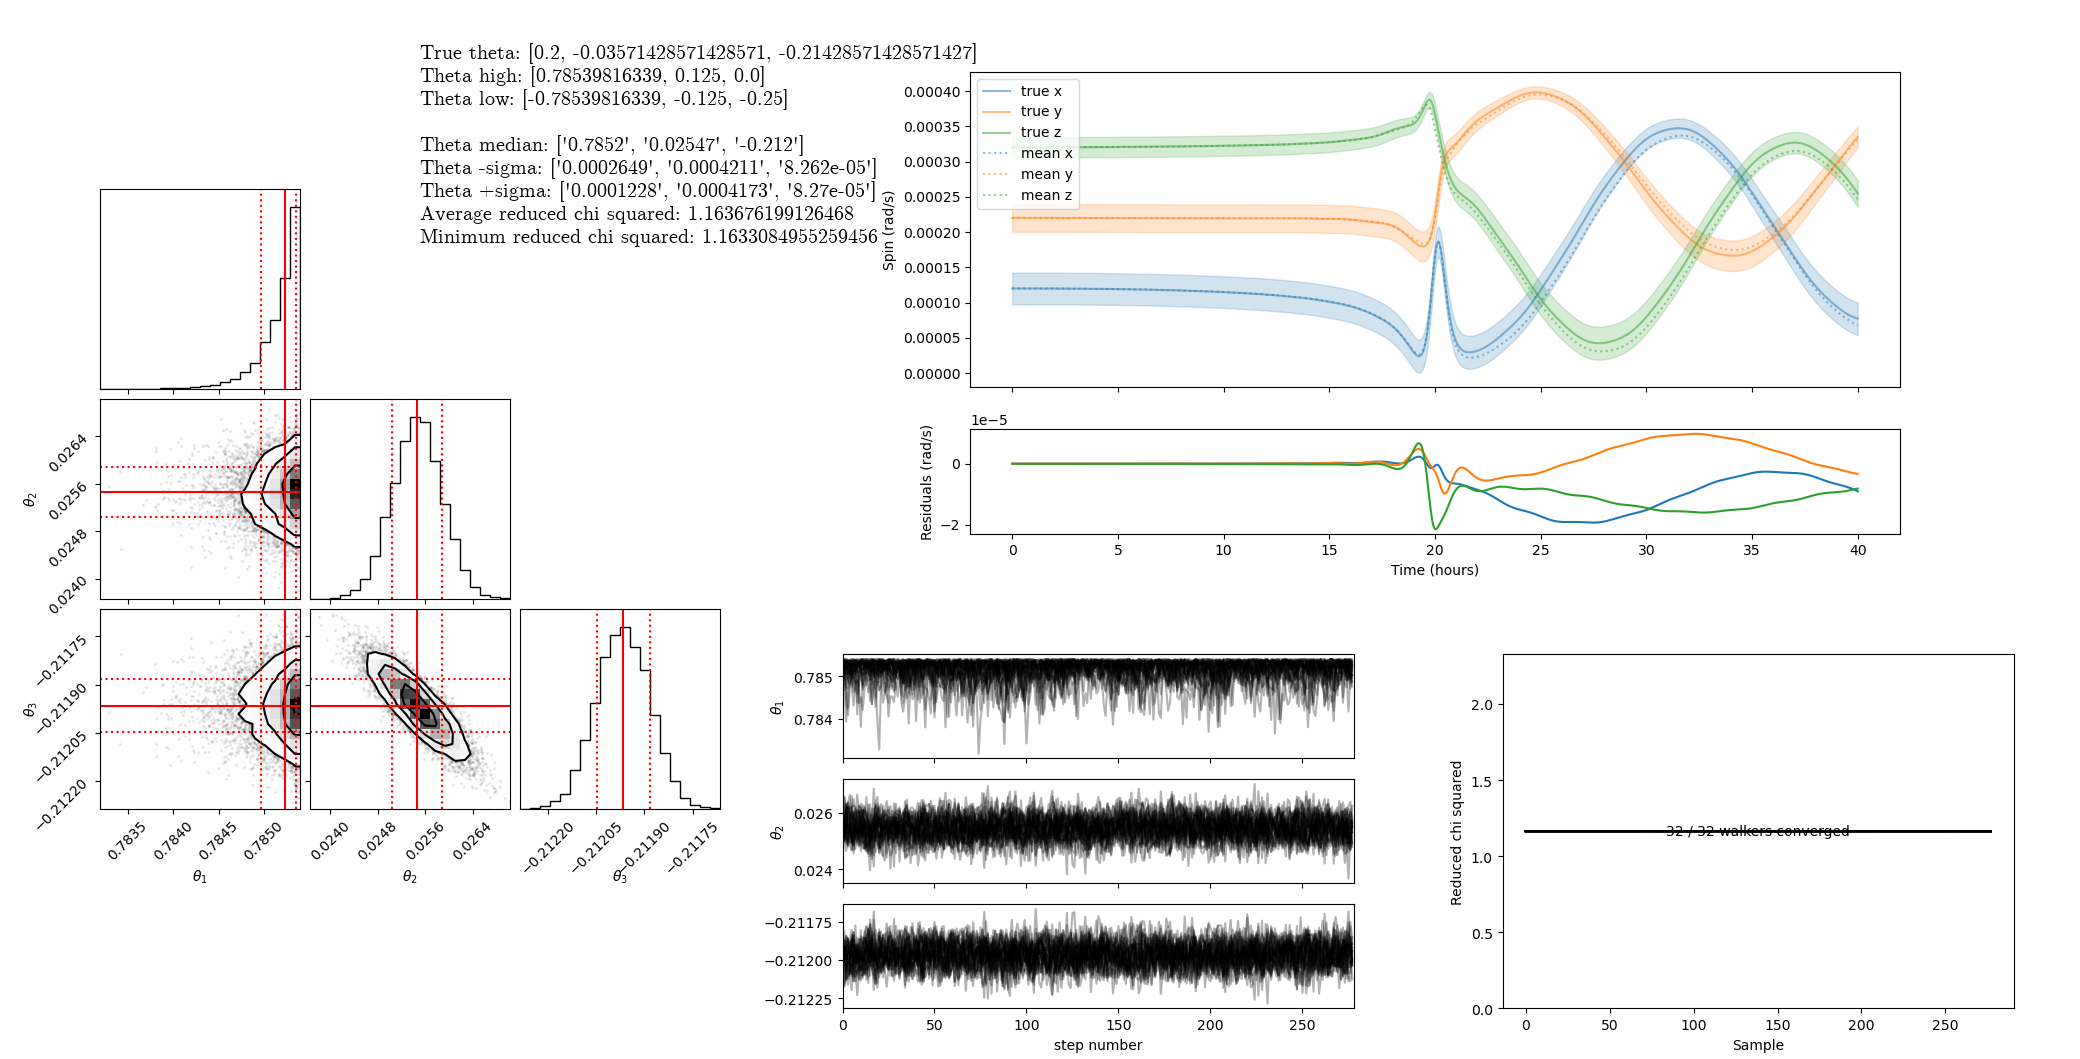 True theta: [0.2, -0.03571428571428571, -0.21428571428571427]
Theta high: [0.78539816339, 0.125, 0.0]
Theta low: [-0.78539816339, -0.125, -0.25]
Theta median: ['0.7852', '0.02547', '-0.212']
Theta -sigma: ['0.0002649', '0.0004211', '8.262e-05']
Theta +sigma: ['0.0001228', '0.0004173', '8.27e-05']
Average reduced chi squared: 1.163676199126468
Minimum reduced chi squared: 1.1633084955259456
θ2
0.0264
0.0256
0.0248
0.0240
θ3
−0.21175
−0.21190
−0.21205
−0.21220
0.7835 0.7840 0.7845 0.7850
θ1
0.0240 0.0248 0.0256 0.0264
θ2
−0.21220 −0.21205 −0.21190 −0.21175
θ3
Spin (rad/s)
0.00040
0.00035
0.00030
0.00025
0.00020
0.00015
0.00010
0.00005
0.00000
true x
true y
true z
mean x
mean y
mean z
1e−5
Residuals (rad/s)
0
−2
0 5 10 15 20 25 30 35 40
Time (hours)
θ1
0.785
0.784
θ2
0.026
0.024
−0.21175
−0.21200
−0.21225
0 50 100 150 200 250
step number
Reduced chi squared
2.0
1.5
1.0
0.5
0.0
32 / 32 walkers converged
0 50 100 150 200 250
Sample